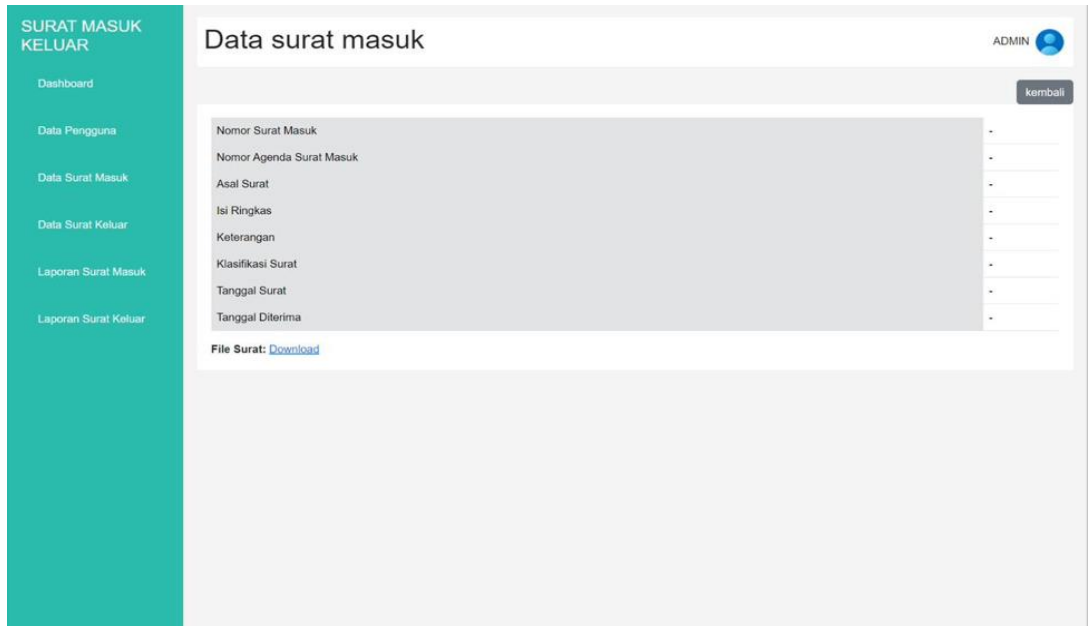 SURAT MASUK
KELUAR
Dashboard
Data Pengguna
Data Surat Masuk
Data Surat Keluar
Laporan Surat Masuk
Laporan Surat Keluar
Data surat masuk
ADMIN
kembali
Nomor Surat Masuk -
Nomor Agenda Surat Masuk -
Asal Surat -
Isi Ringkas -
Keterangan -
Klasifikasi Surat -
Tanggal Surat -
Tanggal Diterima -
File Surat: Download